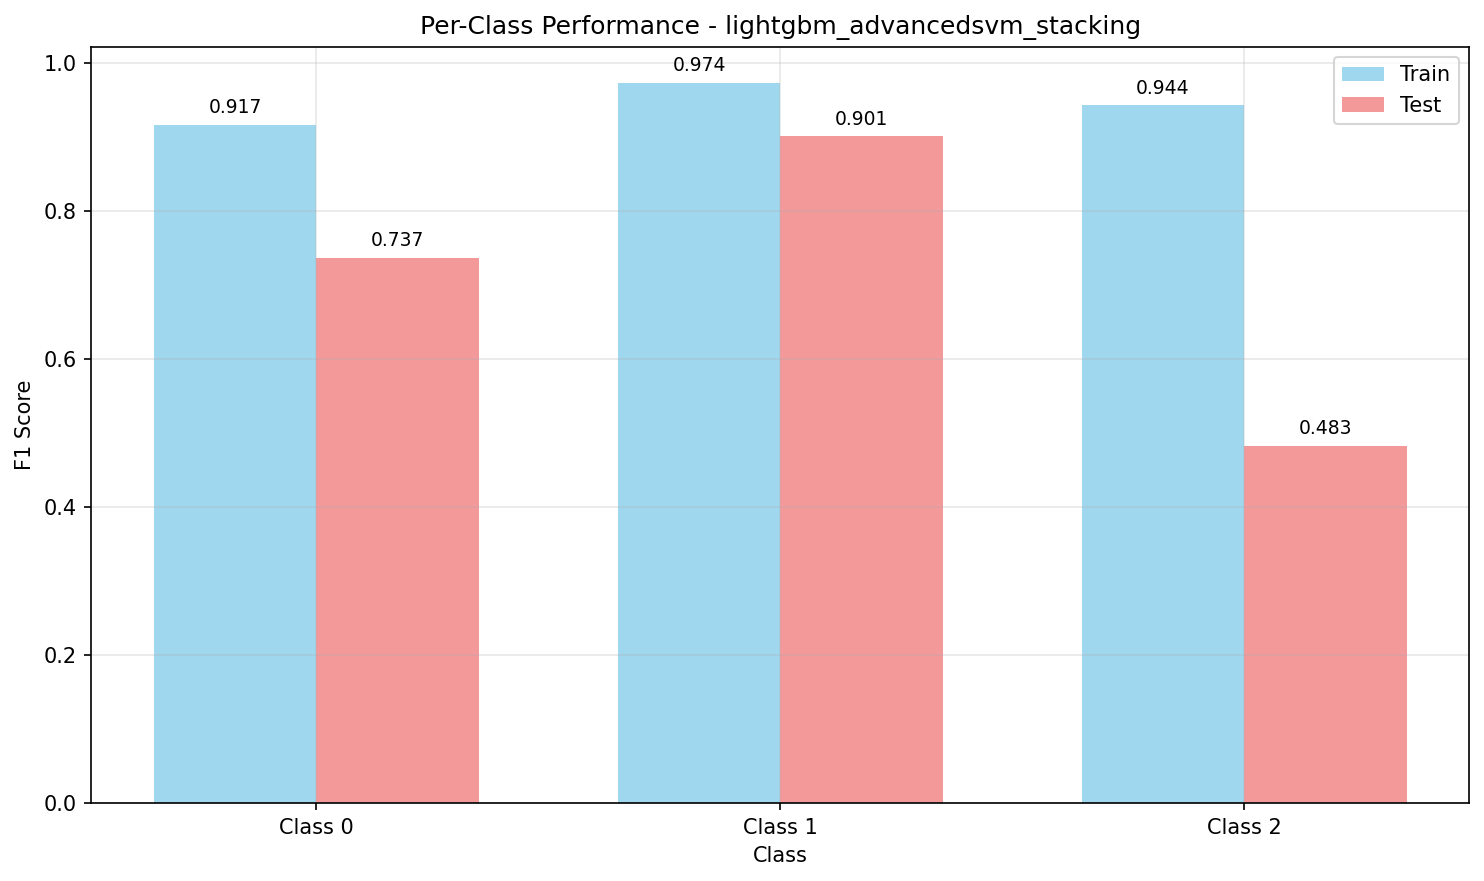 Per-Class Performance - lightgbm_advancedsvm_stacking
Train
Test
1.0
0.8
0.6
0.4
0.2
0.0
F1 Score
0.917
0.737
0.974
0.901
0.944
0.483
Class 0
Class 1
Class 2
Class